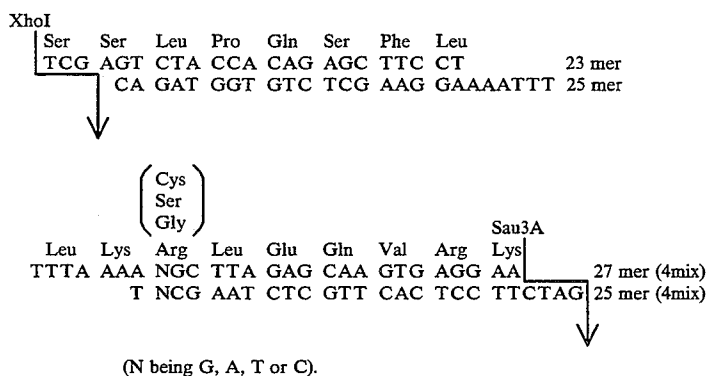 XhoI
Ser Ser Leu Pro Gln Ser Phe Leu
TCG AGT CTA CCA CAG AGC TTC CT 23 mer
CA GAT GGT GTC TCG AAG GAAAATTT 25 mer
Cys
Ser
Gly
Sau3A
Leu Lys Arg Leu Glu Gln Val Arg Lys
TTTA AAA NGC TTA GAG CAA GTG AGG AA 27 mer (4mix)
T NCG AAT CTC GTT CAC TCC TTCTAG 25 mer (4mix)
(N being G, A, T or C).